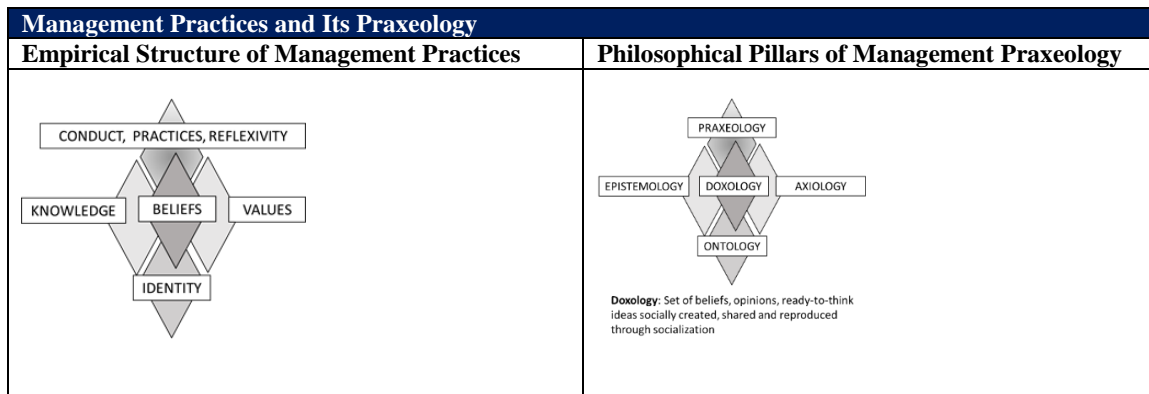 Management Practices and Its Praxeology
Empirical Structure of Management Practices
Philosophical Pillars of Management Praxeology
CONDUCT, PRACTICES, REFLEXIVITY
KNOWLEDGE
BELIEFS
VALUES
IDENTITY
PRAXEOLOGY
EPISTEMOLOGY
DOXOLOGY
AXIOLOGY
ONTOLOGY
Doxology: Set of beliefs, opinions, ready-to-think
ideas socially created, shared and reproduced
through socialization